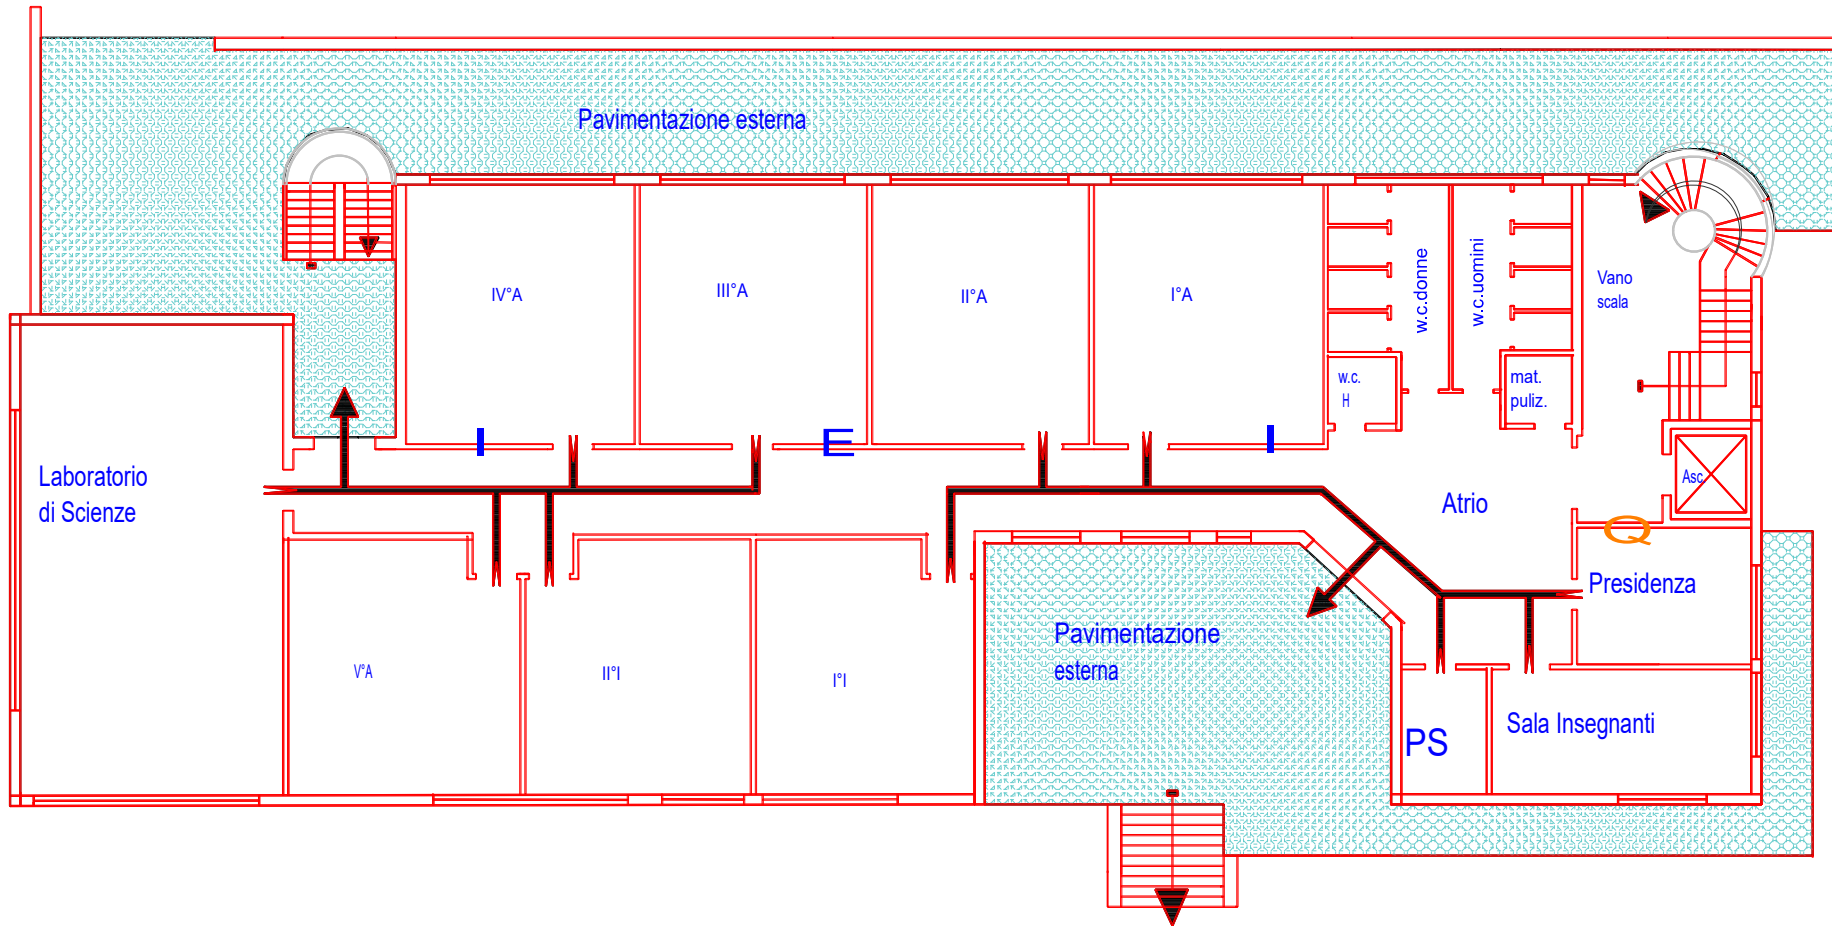 Pavimentazione esterna
IV°A
III°A
II°A
I°A
w.c.donne
w.c.uomini
Vano
scala
w.c.
H
mat.
puliz.
I
E
I
Laboratorio
di Scienze
Atrio
Asc.
Q
Presidenza
Pavimentazione
esterna
V°A
II°I
I°I
PS
Sala Insegnanti